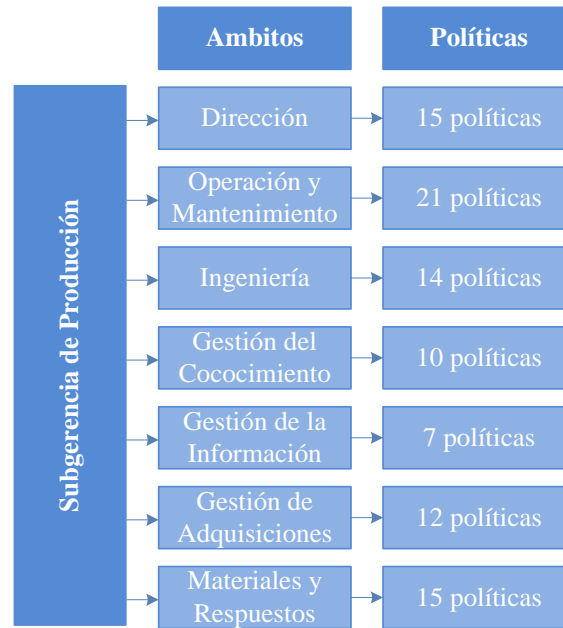 Ambitos
Políticas
Subgerencia de Producción
Dirección
15 políticas
Operación y
Mantenimiento
21 políticas
Ingeniería
14 políticas
Gestión del
Cococimiento
10 políticas
Gestión de la
Información
7 políticas
Gestión de
Adquisiciones
12 políticas
Materiales y
Respuestos
15 políticas